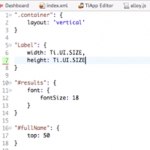 Dashboard index.xml TiApp Editor alloy.js
".container": {
layout: 'vertical'
}
"Label": {
width: Ti.UI.SIZE,
height: Ti.UI.SIZE
}
"#results": {
font: {
fontSize: 18
}
}
"#fullName": {
top: 50